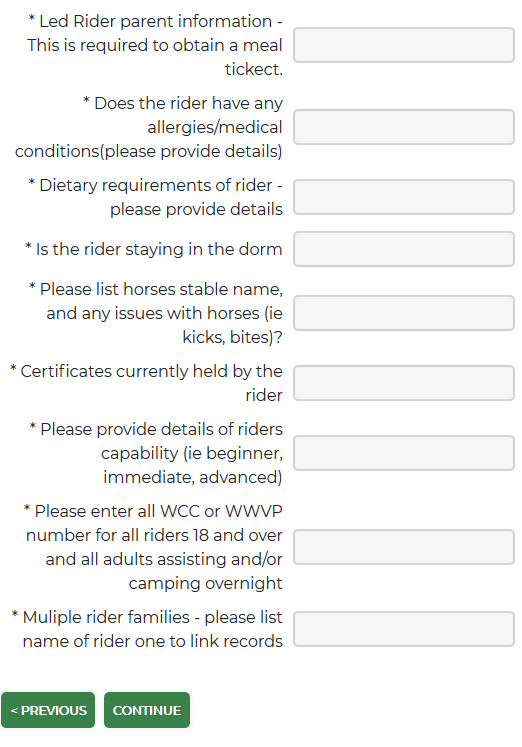 * Led Rider parent information -
This is required to obtain a meal
tickect.
* Does the rider have any
allergies/medical
conditions(please provide details)
* Dietary requirements of rider -
please provide details
* Is the rider staying in the dorm
* Please list horses stable name,
and any issues with horses (ie
kicks, bites)?
* Certificates currently held by the
rider
* Please provide details of riders
capability (ie beginner,
immediate, advanced)
* Please enter all WCC or WWVP
number for all riders 18 and over
and all adults assisting and/or
camping overnight
* Muliple rider families - please list
name of rider one to link records
< PREVIOUS
CONTINUE